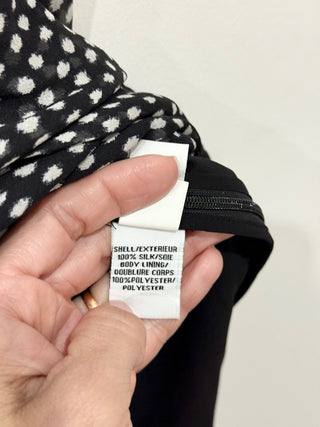 SHELL/EXTERIEUR
100% SILK/SOIE
BODY LINING/
DOUBLURE CORPS
100%POLYESTER/
POLYESTER